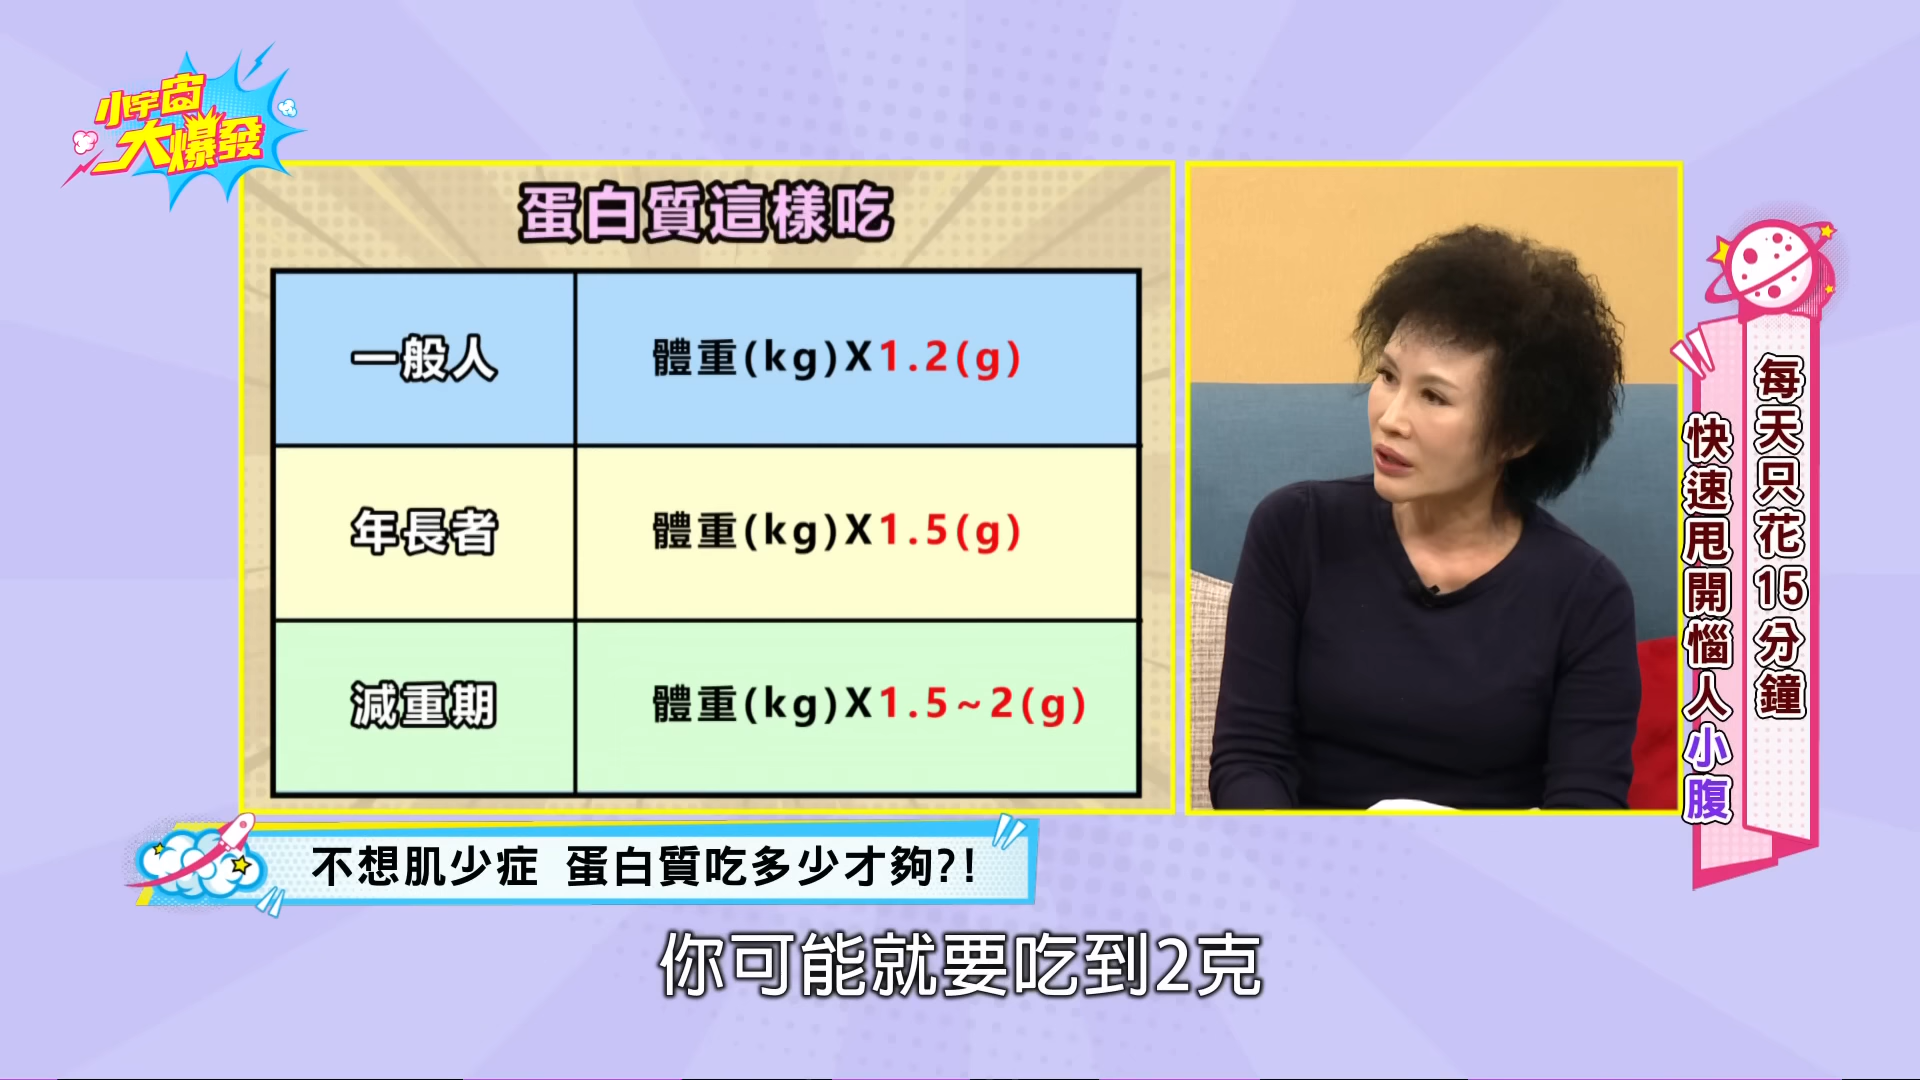 小宇宙
大爆發
蛋白質這樣吃
一般人
體重(kg)X1.2(g)
年長者
體重(kg)X1.5(g)
減重期
體重(kg)X1.5~2(g)
每天只花15分鐘
快速甩開惱人小腹
不想肌少症 蛋白質吃多少才夠?!
你可能就要吃到2克